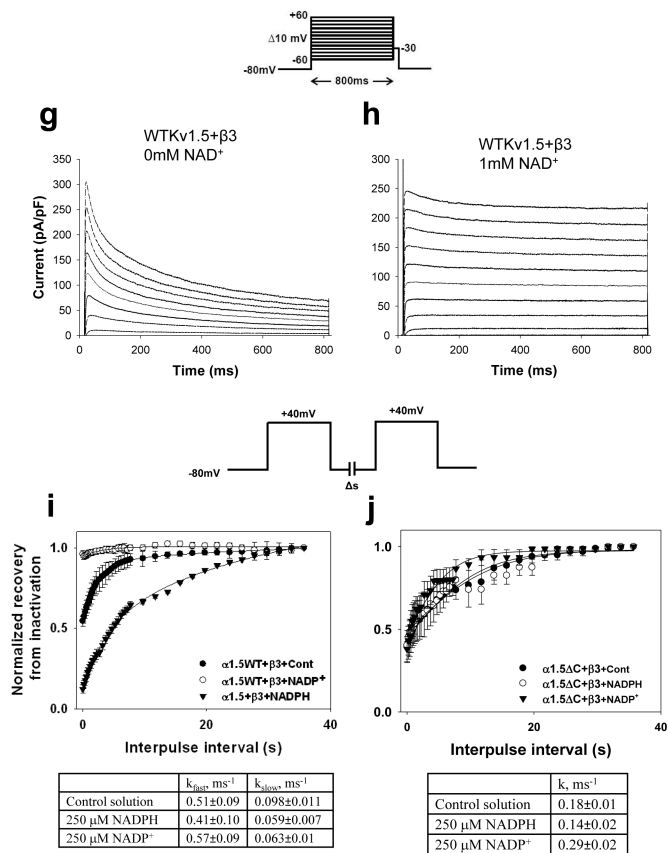 +60
Δ10 mV
-60
-30
-80mV
800ms
g
WTKv1.5+β3
0mM NAD⁺
350
300
250
200
150
100
50
0
Current (pA/pF)
0 200 400 600 800
Time (ms)
h
WTKv1.5+β3
1mM NAD⁺
300
250
200
150
100
50
0
0 200 400 600 800
Time (ms)
+40mV +40mV
-80mV
Δs
i
Normalized recovery
from inactivation
1.0
0.5
0.0
α1.5WT+β3+Cont
α1.5WT+β3+NADP⁺
α1.5+β3+NADPH
0 20 40
Interpulse interval (s)
j
1.0
0.5
0.0
α1.5ΔC+β3+Cont
α1.5ΔC+β3+NADPH
α1.5ΔC+β3+NADP⁺
0 20 40
Interpulse interval (s)
k_fast, ms⁻¹ k_slow, ms⁻¹
Control solution 0.51±0.09 0.098±0.011
250 μM NADPH 0.41±0.10 0.059±0.007
250 μM NADP⁺ 0.57±0.09 0.063±0.01
k, ms⁻¹
Control solution 0.18±0.01
250 μM NADPH 0.14±0.02
250 μM NADP⁺ 0.29±0.02